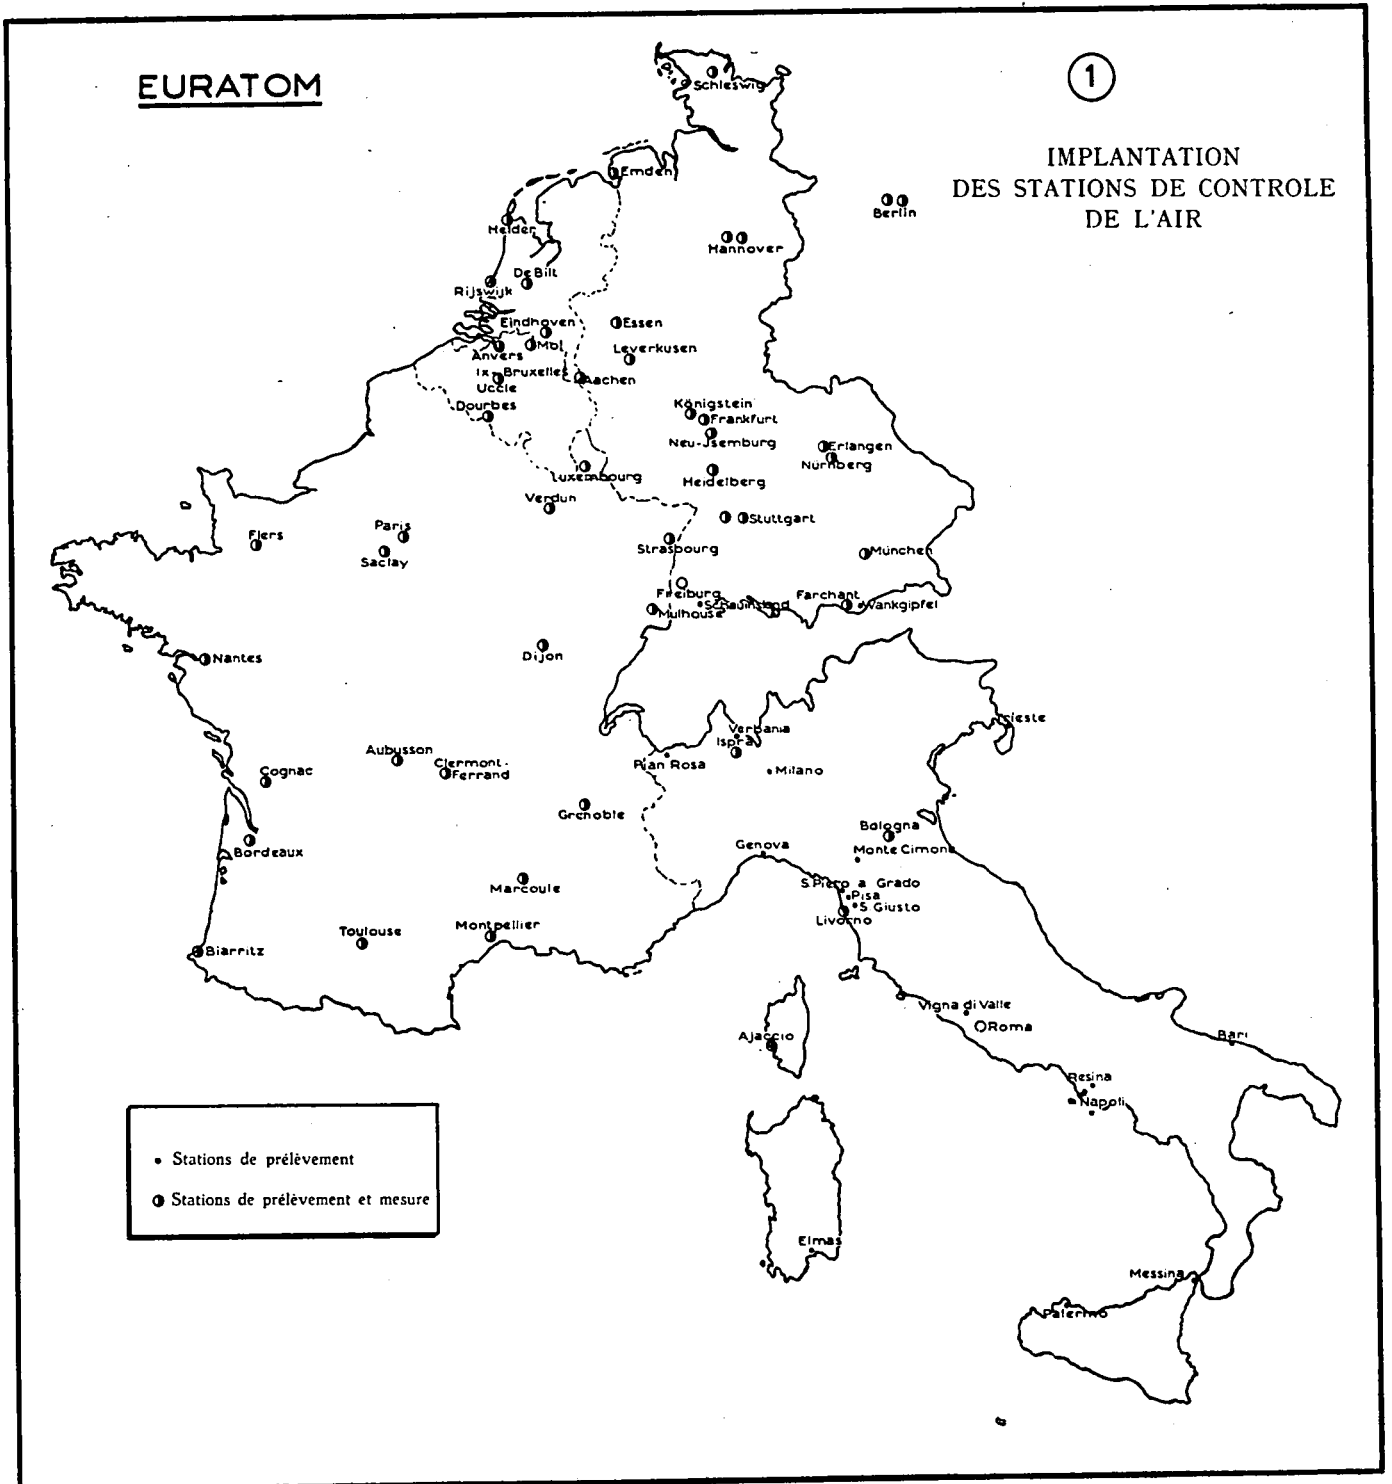 EURATOM
1
IMPLANTATION
DES STATIONS DE CONTROLE
DE L'AIR
Schleswig
Emden
Berlin
Helder
Hannover
De Bilt
Rijswijk
Eindhoven
Essen
Mol
Anvers
Leverkusen
Ix-Bruxelles
Aachen
Uccle
Dourbes
Königstein
Frankfurt
Neu-Jsemburg
Erlangen
Nürnberg
Luxembourg
Heidelberg
Verdun
Stuttgart
Paris
Flers
Strasbourg
Saclay
München
Freiburg
Schauinsland
Farchant
Wankgipfel
Mulhouse
Nantes
Dijon
Trieste
Verbania
Ispra
Aubusson
Clermont-
Ferrand
Plan Rosa
Milano
Cognac
Grenoble
Bologna
Bordeaux
Genova
Monte Cimone
Marcoule
S.Piero a Grado
Pisa
S Giusto
Livorno
Montpellier
Toulouse
Biarritz
Vigna di Valle
Roma
Ajaccio
Bari
Resina
Napoli
Stations de prélèvement
Stations de prélèvement et mesure
Elmas
Messina
Palermo